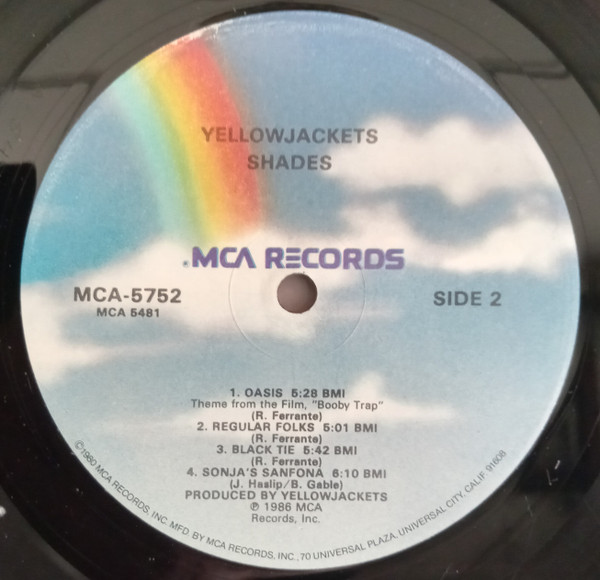 YELLOWJACKETS
SHADES
MCA RECORDS
MCA-5752
MCA 5481
SIDE 2
1. OASIS 5:28 BMI
Theme from the Film, "Booby Trap"
(R. Ferrante)
2. REGULAR FOLKS 5:01 BMI
(R. Ferrante)
3. BLACK TIE 5:42 BMI
(R. Ferrante)
4. SONJA'S SANFONA 6:10 BMI
(J. Haslip/B. Gable)
PRODUCED BY YELLOWJACKETS
℗ 1986 MCA
Records, Inc.
©1980 MCA RECORDS, INC. MFD. BY MCA RECORDS, INC., 70 UNIVERSAL PLAZA, UNIVERSAL CITY, CALIF. 91608